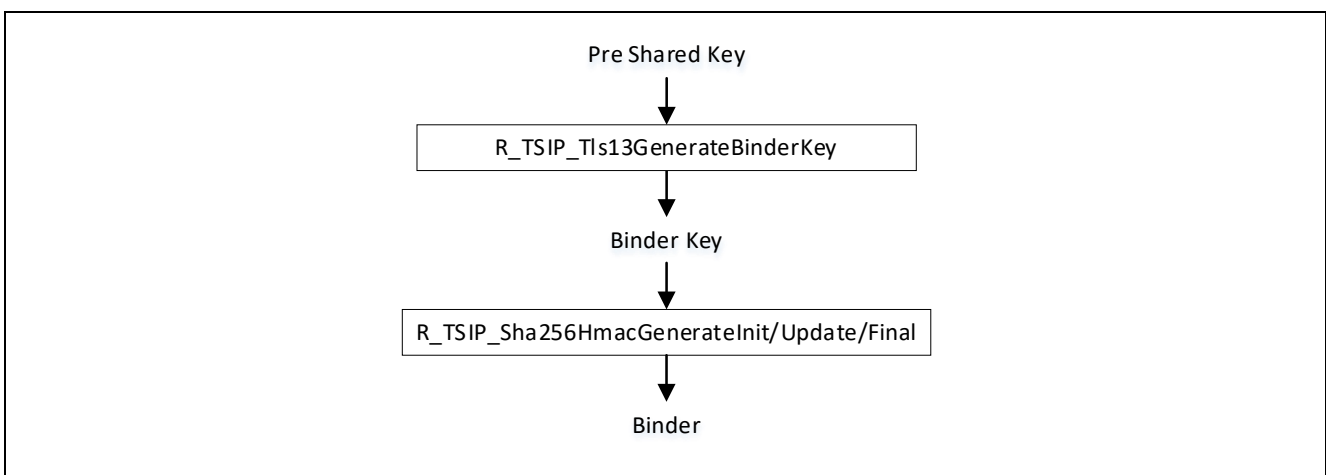 Pre Shared Key
R_TSIP_Tls13GenerateBinderKey
Binder Key
R_TSIP_Sha256HmacGenerateInit/Update/Final
Binder